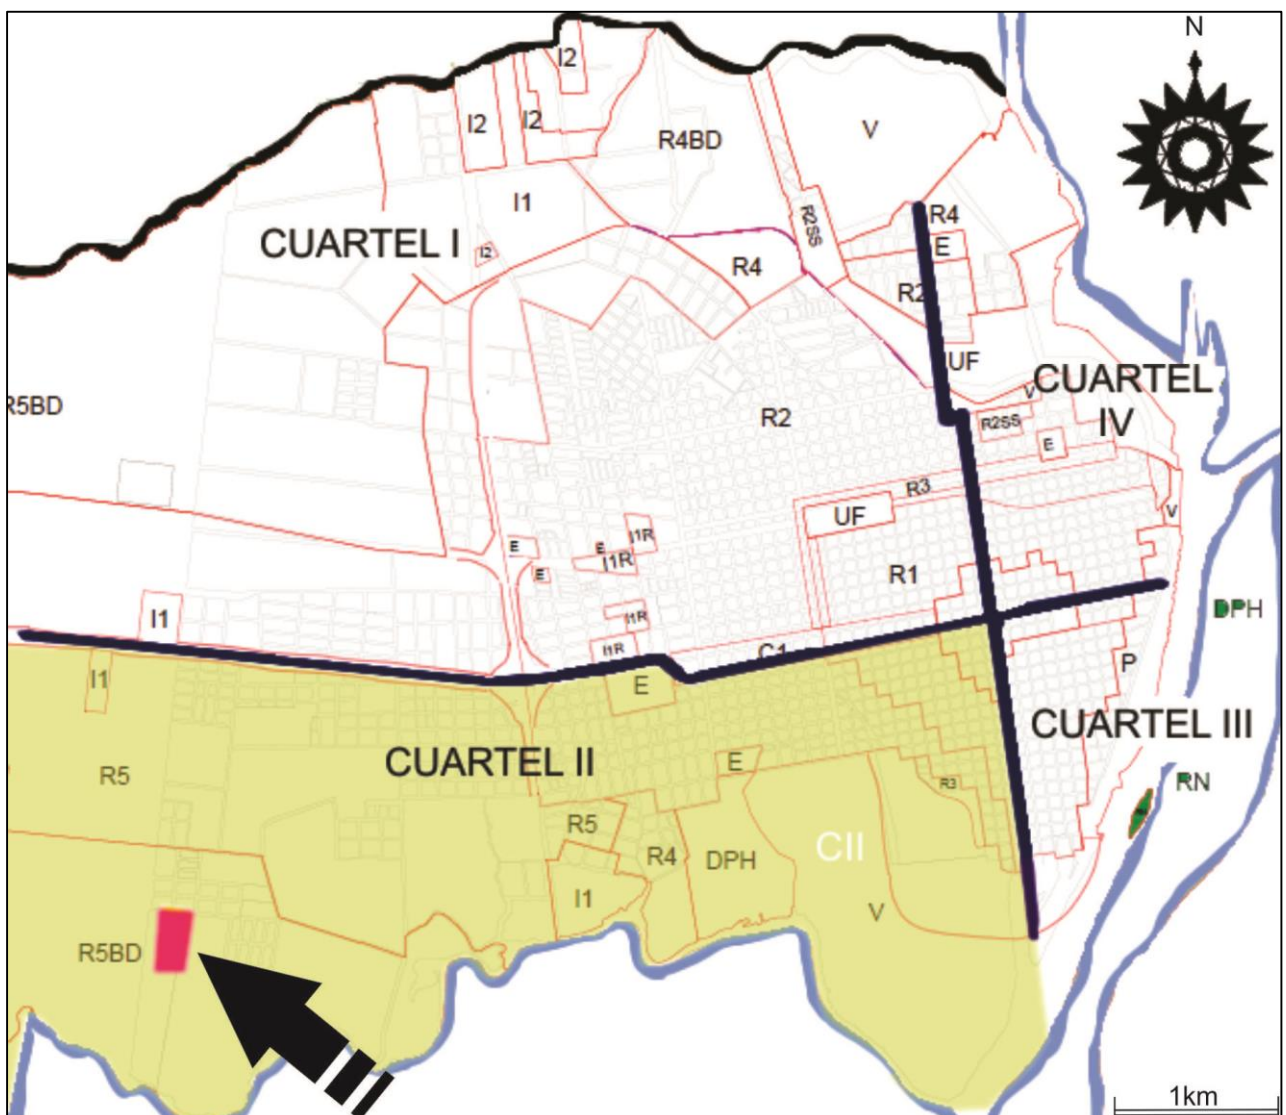 N
I2
I2
I2
R4BD
V
I1
R2SS
R4
CUARTEL I
I2
E
R4
R2
UF
CUARTEL
IV
V
R5BD
R2
R2SS
E
R3
UF
V
E
E
I1R
I1R
E
R1
I1
I1R
DPH
I1R
C1
P
I1
E
CUARTEL III
CUARTEL II
E
R5
R3
RN
R5
R4
DPH
CII
I1
V
R5BD
1km